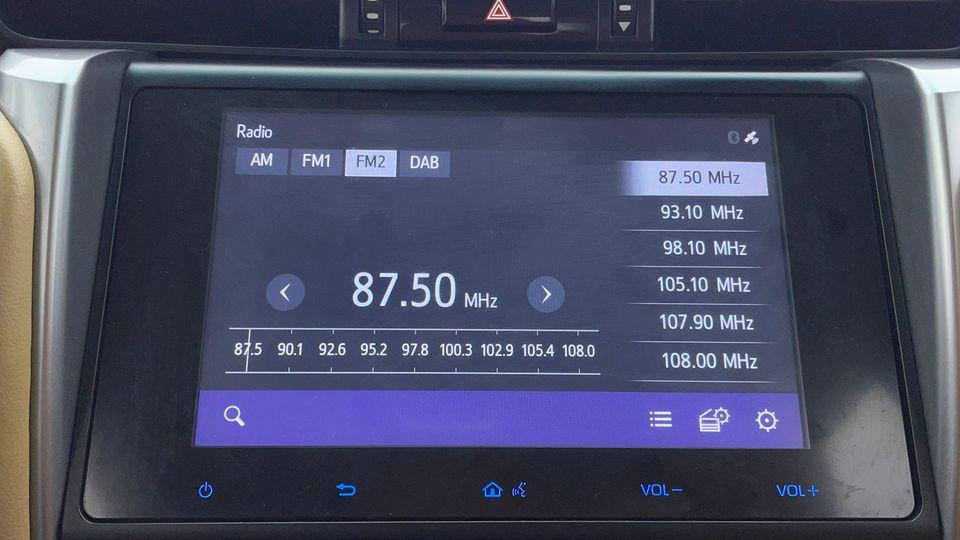 Radio
AM FM1 FM2 DAB
87.50 MHz
93.10 MHz
98.10 MHz
105.10 MHz
107.90 MHz
108.00 MHz
87.50 MHz
87.5 90.1 92.6 95.2 97.8 100.3 102.9 105.4 108.0
VOL− VOL+